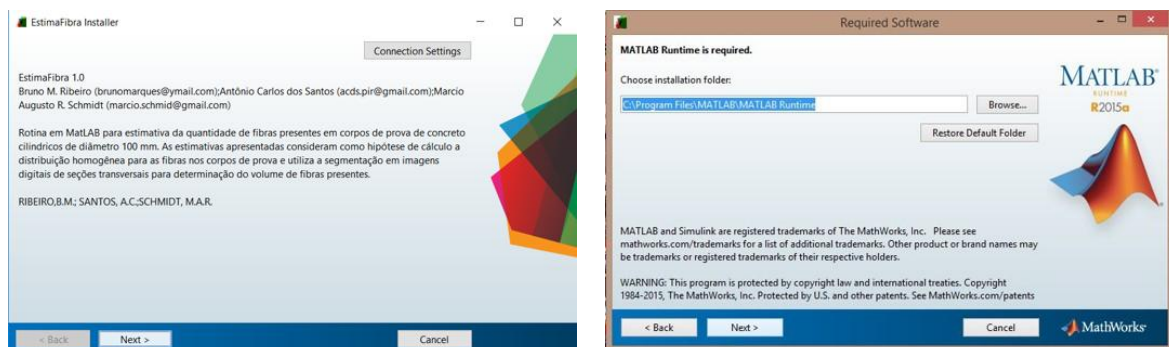 EstimaFibra Installer
Connection Settings
EstimaFibra 1.0
Bruno M. Ribeiro (brunomarques@ymail.com);Antônio Carlos dos Santos (acds.pir@gmail.com);Marcio
Augusto R. Schmidt (marcio.schmid@gmail.com)
Rotina em MatLAB para estimativa da quantidade de fibras presentes em corpos de prova de concreto
cilíndricos de diâmetro 100 mm. As estimativas apresentadas consideram como hipótese de cálculo a
distribuição homogênea para as fibras nos corpos de prova e utiliza a segmentação em imagens
digitais de seções transversais para determinação do volume de fibras presentes.
RIBEIRO,B.M.; SANTOS, A.C.;SCHMIDT, M.A.R.
< Back
Next >
Cancel
Required Software
MATLAB Runtime is required.
Choose installation folder:
C:\Program Files\MATLAB\MATLAB Runtime
Browse...
Restore Default Folder
MATLAB®
RUNTIME
R2015a
MATLAB and Simulink are registered trademarks of The MathWorks, Inc. Please see
mathworks.com/trademarks for a list of additional trademarks. Other product or brand names may
be trademarks or registered trademarks of their respective holders.
WARNING: This program is protected by copyright law and international treaties. Copyright
1984-2015, The MathWorks, Inc. Protected by U.S. and other patents. See MathWorks.com/patents
< Back
Next >
Cancel
MathWorks®